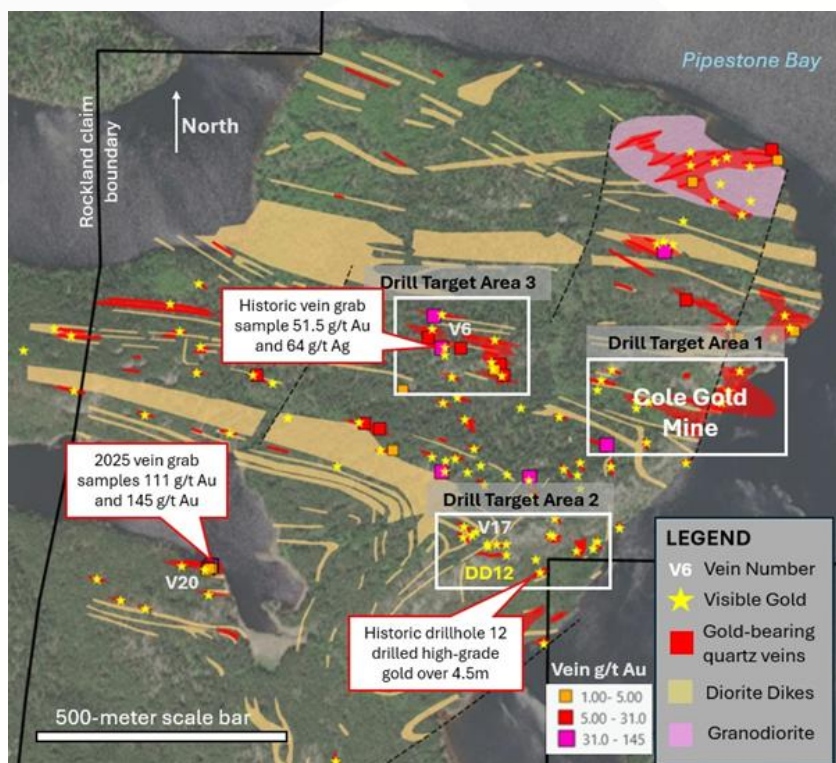 Pipestone Bay
Rockland claim
boundary
North
Drill Target Area 3
Historic vein grab
sample 51.5 g/t Au
and 64 g/t Ag
V6
Drill Target Area 1
Cole Gold
Mine
2025 vein grab
samples 111 g/t Au
and 145 g/t Au
Drill Target Area 2
V17
DD12
V20
Historic drillhole 12
drilled high-grade
gold over 4.5m
500-meter scale bar
Vein g/t Au
1.00- 5.00
5.00 - 31.0
31.0 - 145
LEGEND
V6 Vein Number
Visible Gold
Gold-bearing
quartz veins
Diorite Dikes
Granodiorite